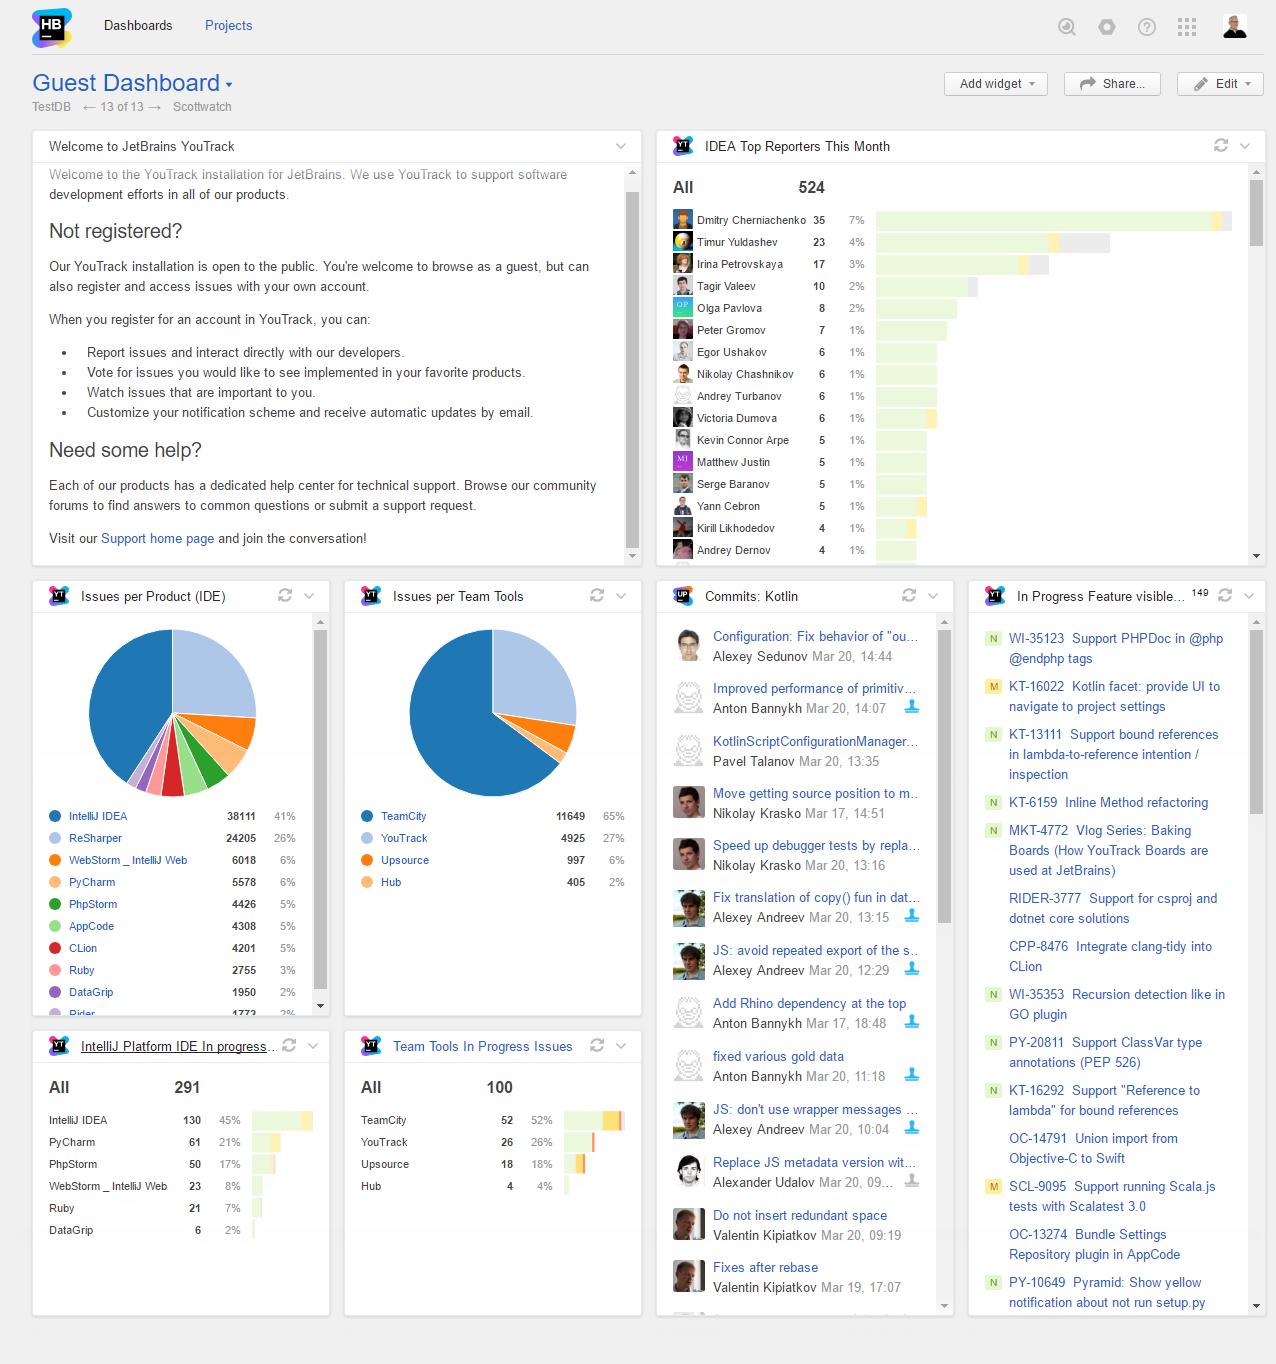 HB
Dashboards
Projects
Guest Dashboard
TestDB ← 13 of 13 → Scottwatch
Add widget
Share...
Edit
Welcome to JetBrains YouTrack
Welcome to the YouTrack installation for JetBrains. We use YouTrack to support software
development efforts in all of our products.
Not registered?
Our YouTrack installation is open to the public. You're welcome to browse as a guest, but can
also register and access issues with your own account.
When you register for an account in YouTrack, you can:
• Report issues and interact directly with our developers.
• Vote for issues you would like to see implemented in your favorite products.
• Watch issues that are important to you.
• Customize your notification scheme and receive automatic updates by email.
Need some help?
Each of our products has a dedicated help center for technical support. Browse our community
forums to find answers to common questions or submit a support request.
Visit our Support home page and join the conversation!
YT IDEA Top Reporters This Month
All 524
Dmitry Cherniachenko 35 7%
Timur Yuldashev 23 4%
Irina Petrovskaya 17 3%
Tagir Valeev 10 2%
OP Olga Pavlova 8 2%
Peter Gromov 7 1%
Egor Ushakov 6 1%
Nikolay Chashnikov 6 1%
Andrey Turbanov 6 1%
Victoria Dumova 6 1%
Kevin Connor Arpe 5 1%
MJ Matthew Justin 5 1%
Serge Baranov 5 1%
Yann Cebron 5 1%
Kirill Likhodedov 4 1%
Andrey Dernov 4 1%
YT Issues per Product (IDE)
IntelliJ IDEA 38111 41%
ReSharper 24205 26%
WebStorm _ IntelliJ Web 6018 6%
PyCharm 5578 6%
PhpStorm 4426 5%
AppCode 4308 5%
CLion 4201 5%
Ruby 2755 3%
DataGrip 1950 2%
Rider 1772 2%
YT Issues per Team Tools
TeamCity 11649 65%
YouTrack 4925 27%
Upsource 997 6%
Hub 405 2%
UP Commits: Kotlin
Configuration: Fix behavior of "ou...
Alexey Sedunov Mar 20, 14:44
Improved performance of primitiv...
Anton Bannykh Mar 20, 14:07
KotlinScriptConfigurationManager...
Pavel Talanov Mar 20, 13:35
Move getting source position to m...
Nikolay Krasko Mar 17, 14:51
Speed up debugger tests by repla...
Nikolay Krasko Mar 20, 13:16
Fix translation of copy() fun in dat...
Alexey Andreev Mar 20, 13:15
JS: avoid repeated export of the s...
Alexey Andreev Mar 20, 12:29
Add Rhino dependency at the top
Anton Bannykh Mar 17, 18:48
fixed various gold data
Anton Bannykh Mar 20, 11:18
JS: don't use wrapper messages ...
Alexey Andreev Mar 20, 10:04
Replace JS metadata version wit...
Alexander Udalov Mar 20, 09...
Do not insert redundant space
Valentin Kipiatkov Mar 20, 09:19
Fixes after rebase
Valentin Kipiatkov Mar 19, 17:07
YT In Progress Feature visible... 149
N WI-35123 Support PHPDoc in @php
@endphp tags
M KT-16022 Kotlin facet: provide UI to
navigate to project settings
N KT-13111 Support bound references
in lambda-to-reference intention /
inspection
N KT-6159 Inline Method refactoring
N MKT-4772 Vlog Series: Baking
Boards (How YouTrack Boards are
used at JetBrains)
RIDER-3777 Support for csproj and
dotnet core solutions
CPP-8476 Integrate clang-tidy into
CLion
N WI-35353 Recursion detection like in
GO plugin
N PY-20811 Support ClassVar type
annotations (PEP 526)
N KT-16292 Support "Reference to
lambda" for bound references
OC-14791 Union import from
Objective-C to Swift
M SCL-9095 Support running Scala.js
tests with Scalatest 3.0
OC-13274 Bundle Settings
Repository plugin in AppCode
N PY-10649 Pyramid: Show yellow
notification about not run setup.py
YT IntelliJ Platform IDE In progress...
All 291
IntelliJ IDEA 130 45%
PyCharm 61 21%
PhpStorm 50 17%
WebStorm _ IntelliJ Web 23 8%
Ruby 21 7%
DataGrip 6 2%
YT Team Tools In Progress Issues
All 100
TeamCity 52 52%
YouTrack 26 26%
Upsource 18 18%
Hub 4 4%